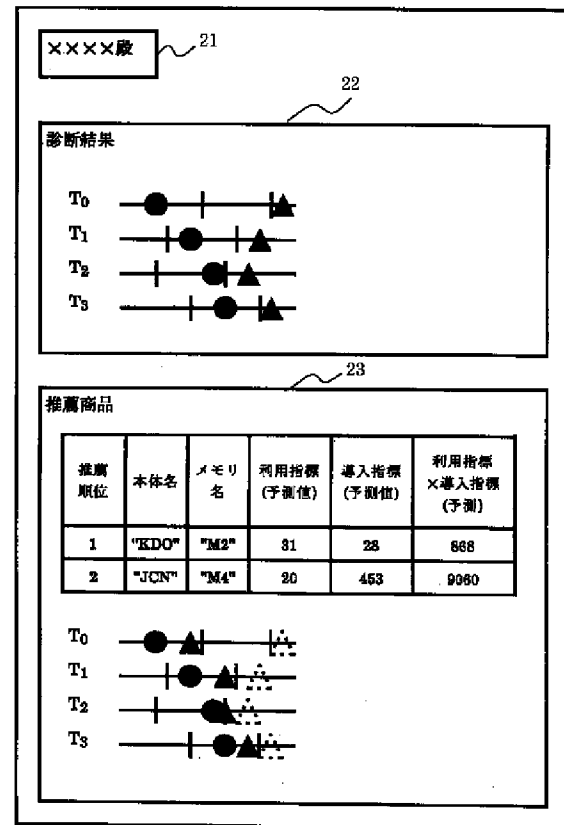 ××××殿
21
22
診断結果
T0
T1
T2
T3
23
推薦商品
推薦順位 本体名 メモリ名 利用指標(予測値) 導入指標(予測値) 利用指標×導入指標(予測)
1 "KDO" "M2" 31 28 868
2 "JCN" "M4" 20 453 9060
T0
T1
T2
T3